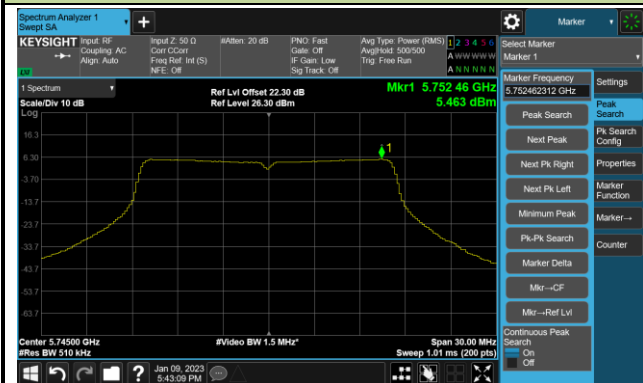 Spectrum Analyzer 1
Swept SA
+
Marker
KEYSIGHT
Input: RF
Coupling: AC
Align: Auto
Input Z: 50 Ω
Corr CCorr
Freq Ref: Int (S)
NFE: Off
#Atten: 20 dB
PNO: Fast
Gate: Off
IF Gain: Low
Sig Track: Off
Avg Type: Power (RMS)
Avg|Hold: 500/500
Trig: Free Run
1 2 3 4 5 6
A W W W W W
A N N N N N
Select Marker
Marker 1
1 Spectrum
Scale/Div 10 dB
Log
Ref Lvl Offset 22.30 dB
Ref Level 26.30 dBm
Mkr1 5.752 46 GHz
5.463 dBm
Marker Frequency
5.752462312 GHz
Settings
Peak Search
Peak
Search
Next Peak
Pk Search
Config
Next Pk Right
Properties
Next Pk Left
Marker
Function
Minimum Peak
Marker→
Pk-Pk Search
Counter
Marker Delta
Mkr→CF
Mkr→Ref Lvl
Continuous Peak
Search
On
Off
16.3
6.30
-3.70
-13.7
-23.7
-33.7
-43.7
-53.7
-63.7
1
Center 5.74500 GHz
#Res BW 510 kHz
#Video BW 1.5 MHz*
Span 30.00 MHz
Sweep 1.01 ms (200 pts)
?
Jan 09, 2023
5:43:09 PM